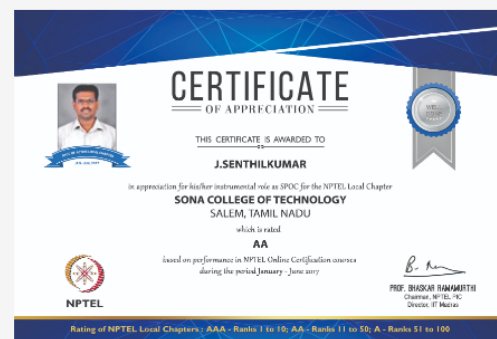 CERTIFICATE
OF APPRECIATION
THIS CERTIFICATE IS AWARDED TO
WELL
DONE
J.SENTHILKUMAR
in appreciation for his/her instrumental role as SPOC for the NPTEL Local Chapter
SONA COLLEGE OF TECHNOLOGY
SALEM, TAMIL NADU
which is rated
AA
based on performance in NPTEL Online Certification courses
during the period January - June 2017
NPTEL
PROF. BHASKAR RAMAMURTHI
Chairman, NPTEL PIC
Director, IIT Madras
Rating of NPTEL Local Chapters : AAA - Ranks 1 to 10; AA - Ranks 11 to 50; A - Ranks 51 to 100